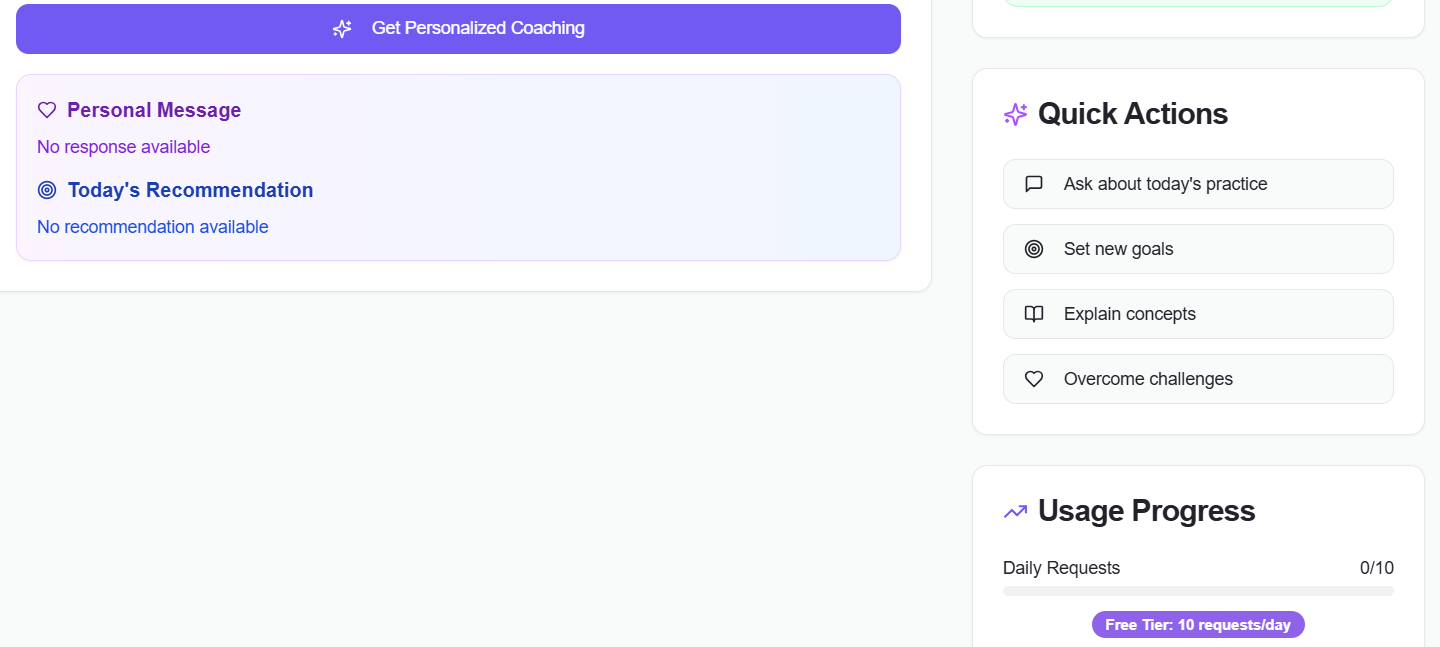 Get Personalized Coaching
Personal Message
No response available
Today's Recommendation
No recommendation available
Quick Actions
Ask about today's practice
Set new goals
Explain concepts
Overcome challenges
Usage Progress
Daily Requests 0/10
Free Tier: 10 requests/day